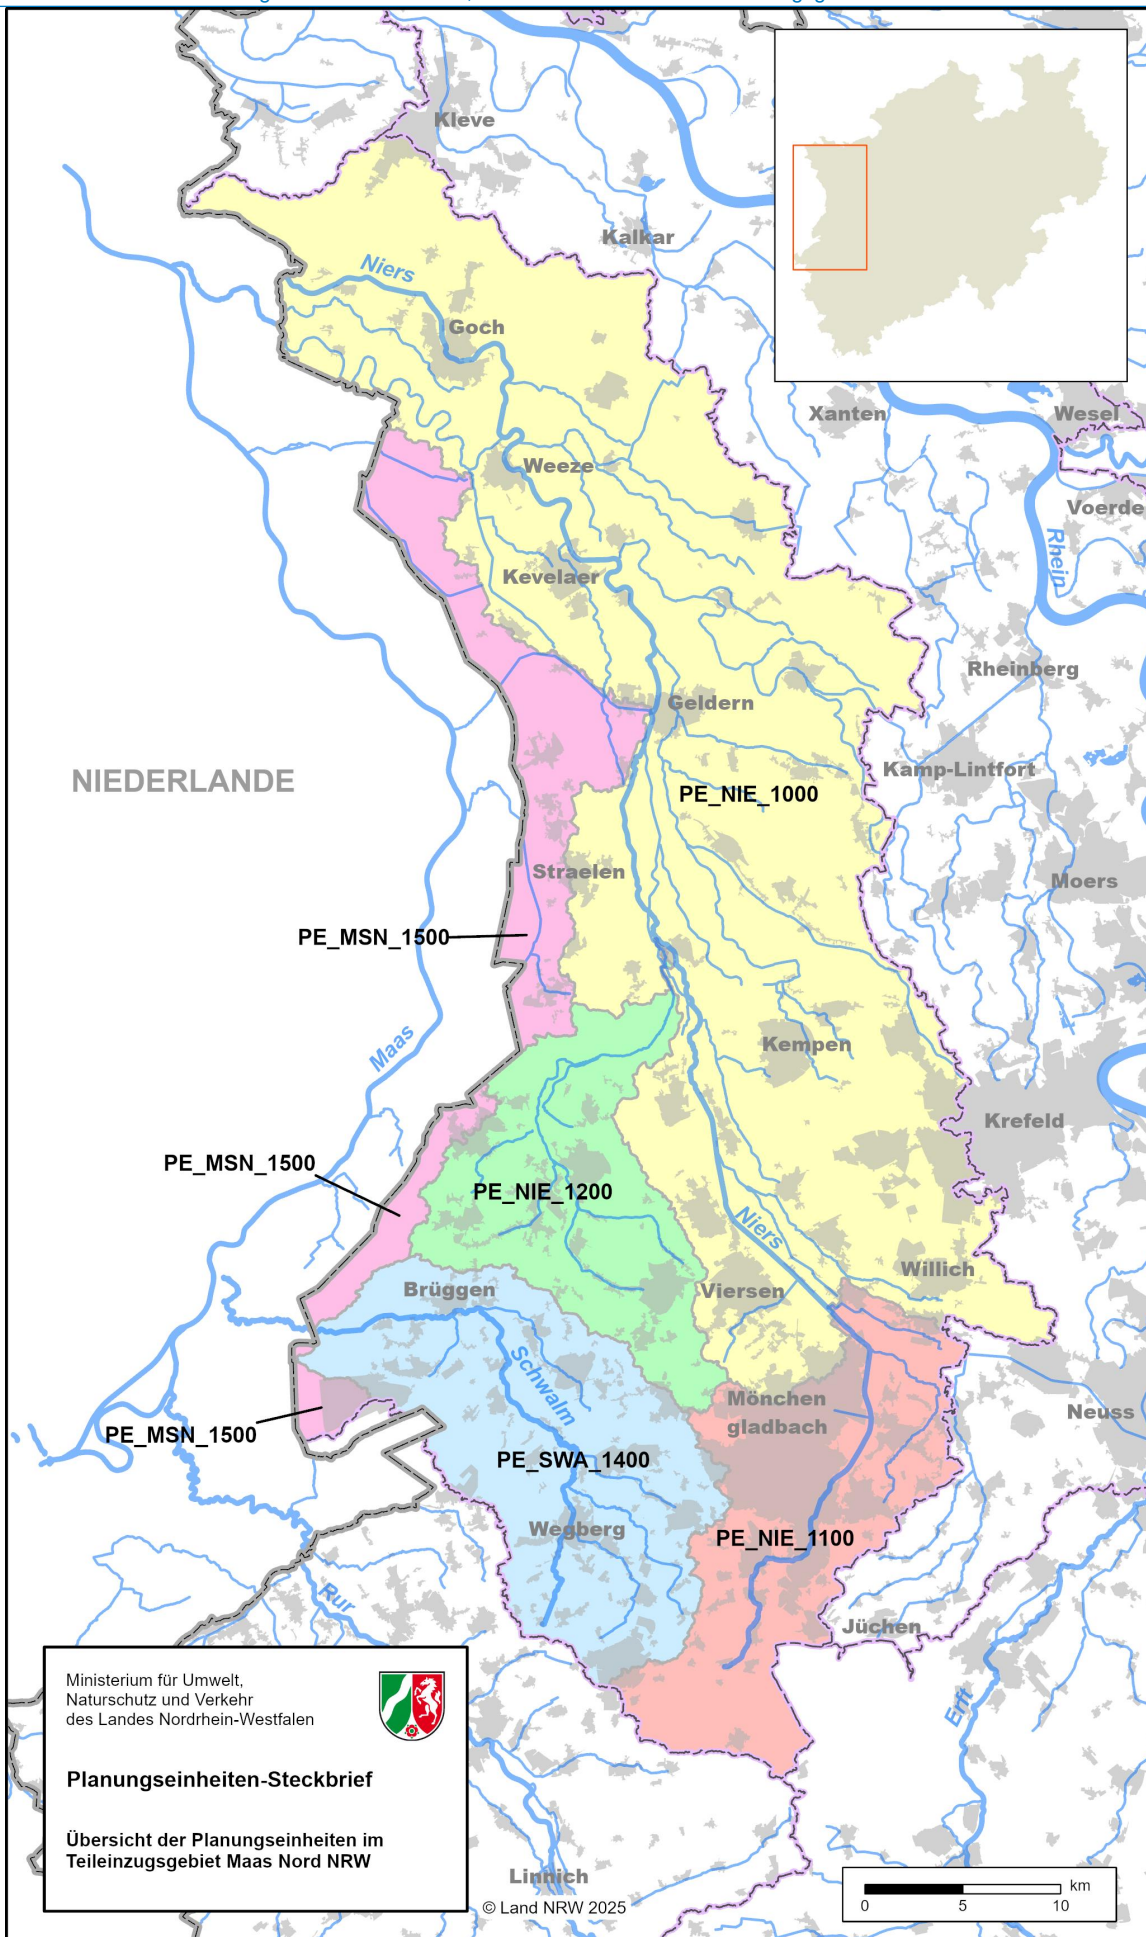 Kleve
Kalkar
Niers
Goch
Xanten
Wesel
Weeze
Voerde
Rhein
Kevelaer
Rheinberg
Geldern
Kamp-Lintfort
NIEDERLANDE
PE_NIE_1000
Straelen
Moers
PE_MSN_1500
Maas
Kempen
Krefeld
PE_MSN_1500
PE_NIE_1200
Niers
Willich
Brüggen
Viersen
Schwalm
Mönchen
gladbach
Neuss
PE_MSN_1500
PE_SWA_1400
Wegberg
PE_NIE_1100
Rur
Jüchen
Erft
Ministerium für Umwelt,
Naturschutz und Verkehr
des Landes Nordrhein-Westfalen
Planungseinheiten-Steckbrief
Übersicht der Planungseinheiten im
Teileinzugsgebiet Maas Nord NRW
Linnich
© Land NRW 2025
km
0 5 10